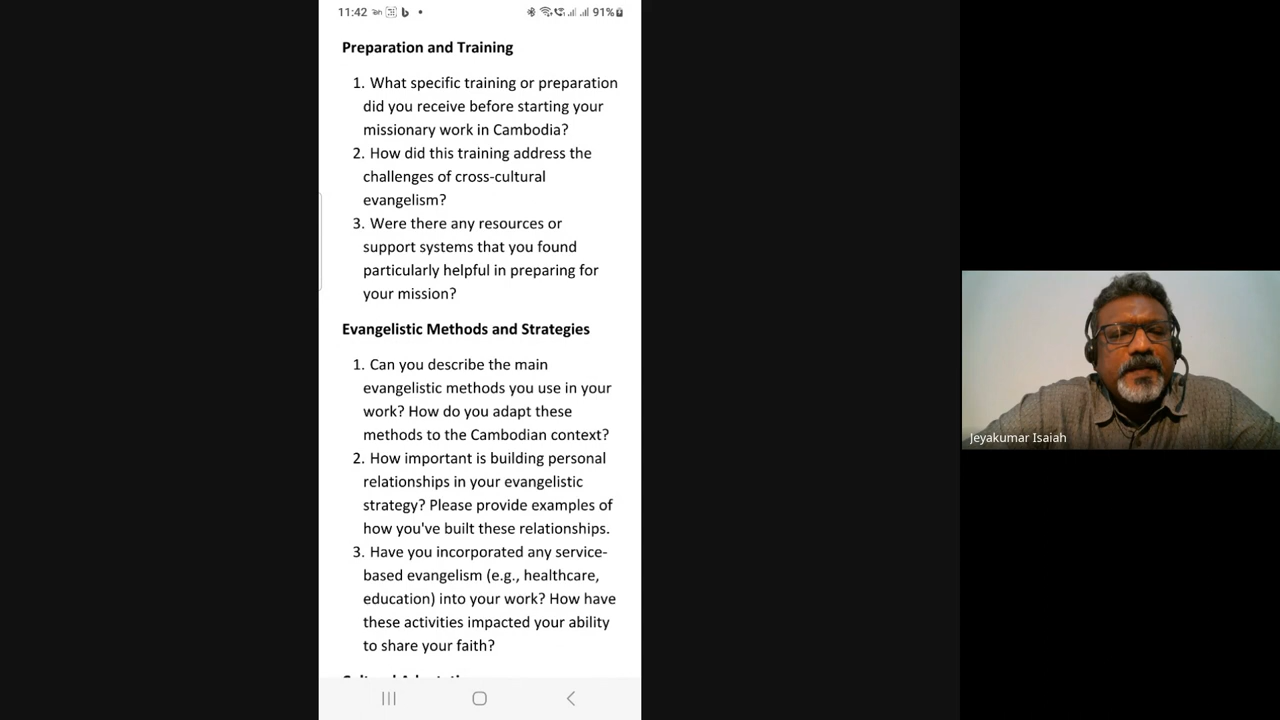 11:42
91%
Preparation and Training
1. What specific training or preparation
did you receive before starting your
missionary work in Cambodia?
2. How did this training address the
challenges of cross-cultural
evangelism?
3. Were there any resources or
support systems that you found
particularly helpful in preparing for
your mission?
Evangelistic Methods and Strategies
1. Can you describe the main
evangelistic methods you use in your
work? How do you adapt these
methods to the Cambodian context?
2. How important is building personal
relationships in your evangelistic
strategy? Please provide examples of
how you've built these relationships.
3. Have you incorporated any service-
based evangelism (e.g., healthcare,
education) into your work? How have
these activities impacted your ability
to share your faith?
Jeyakumar Isaiah